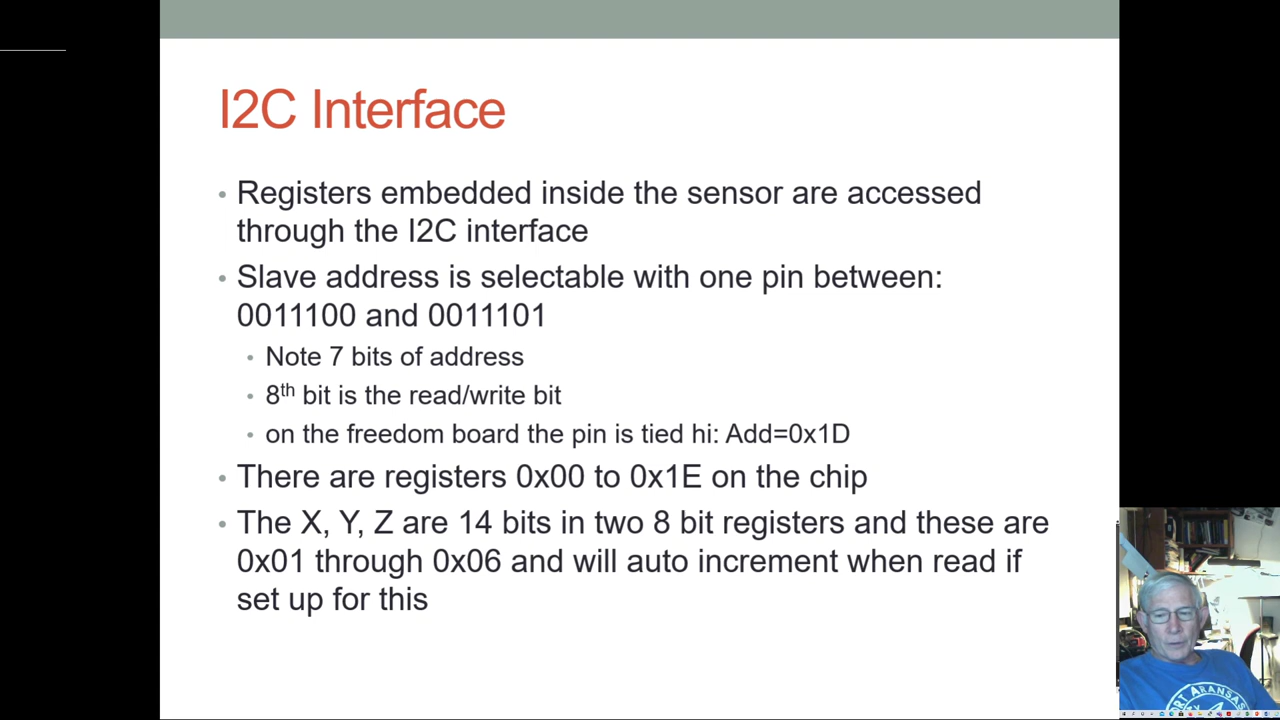 I2C Interface
• Registers embedded inside the sensor are accessed
through the I2C interface
• Slave address is selectable with one pin between:
0011100 and 0011101
• Note 7 bits of address
• 8th bit is the read/write bit
• on the freedom board the pin is tied hi: Add=0x1D
• There are registers 0x00 to 0x1E on the chip
• The X, Y, Z are 14 bits in two 8 bit registers and these are
0x01 through 0x06 and will auto increment when read if
set up for this
RT ARANSAS